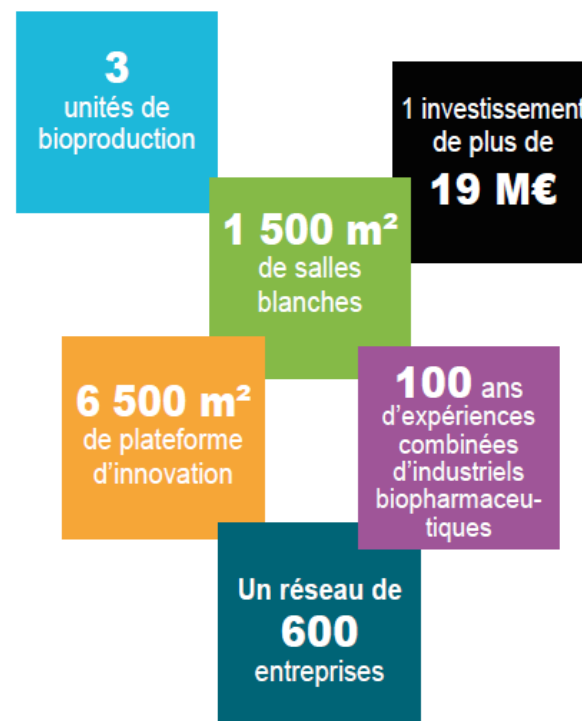 3
unités de
bioproduction
1 investissement
de plus de
19 M€
1 500 m²
de salles
blanches
6 500 m²
de plateforme
d'innovation
100 ans
d'expériences
combinées
d'industriels
biopharmaceu-
tiques
Un réseau de
600
entreprises